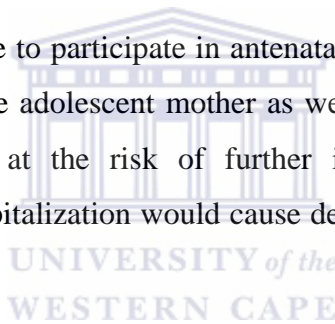 e to participate in antenata
e adolescent mother as we
at the risk of further i
pitalization would cause de
UNIVERSITY of the
WESTERN CAPE